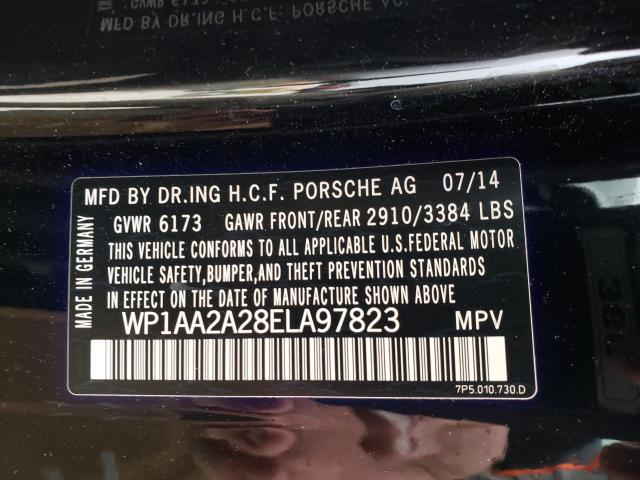 MFD BY DR.ING H.C.F. PORSCHE AG 07/14
GVWR 6173 GAWR FRONT/REAR 2910/3384 LBS
THIS VEHICLE CONFORMS TO ALL APPLICABLE U.S.FEDERAL MOTOR
VEHICLE SAFETY,BUMPER,AND THEFT PREVENTION STANDARDS
IN EFFECT ON THE DATE OF MANUFACTURE SHOWN ABOVE
WP1AA2A28ELA97823 MPV
7P5.010.730.D
MADE IN GERMANY